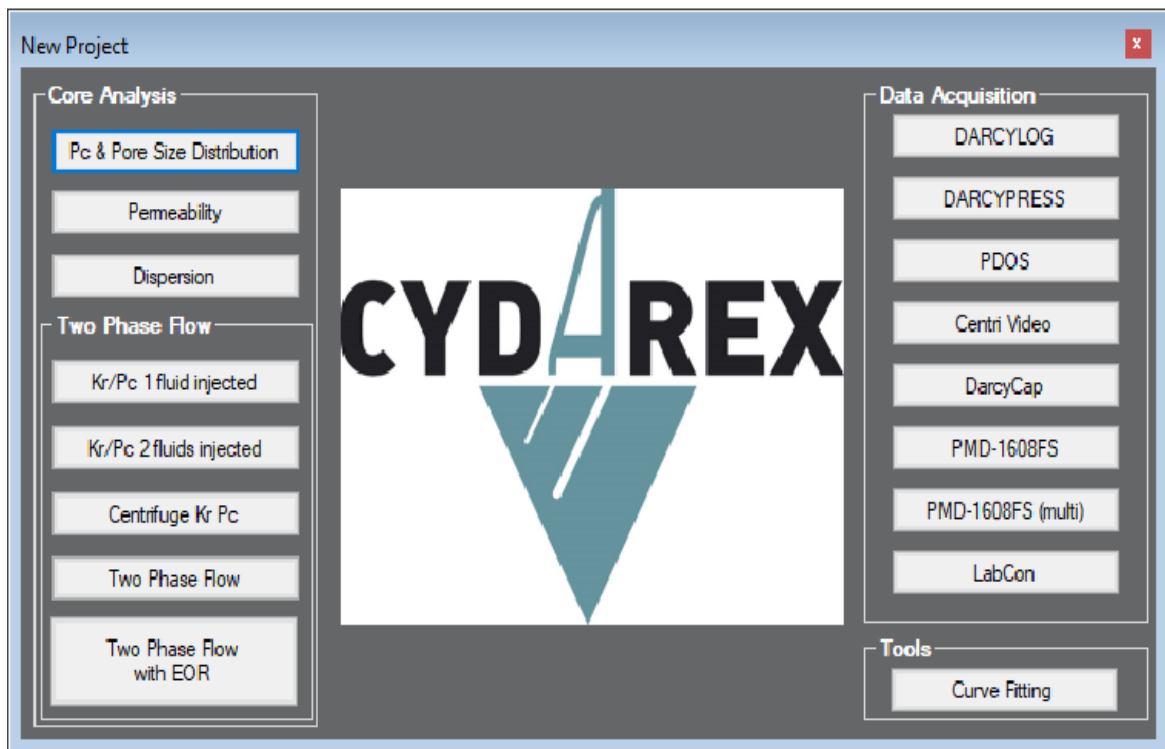 New Project
x
Core Analysis
Pc & Pore Size Distribution
Permeability
Dispersion
Two Phase Flow
Kr/Pc 1 fluid injected
Kr/Pc 2 fluids injected
Centrifuge Kr Pc
Two Phase Flow
Two Phase Flow
with EOR
CYDAREX
Data Acquisition
DARCYLOG
DARCYPRESS
PDOS
Centri Video
DarcyCap
PMD-1608FS
PMD-1608FS (multi)
LabCon
Tools
Curve Fitting